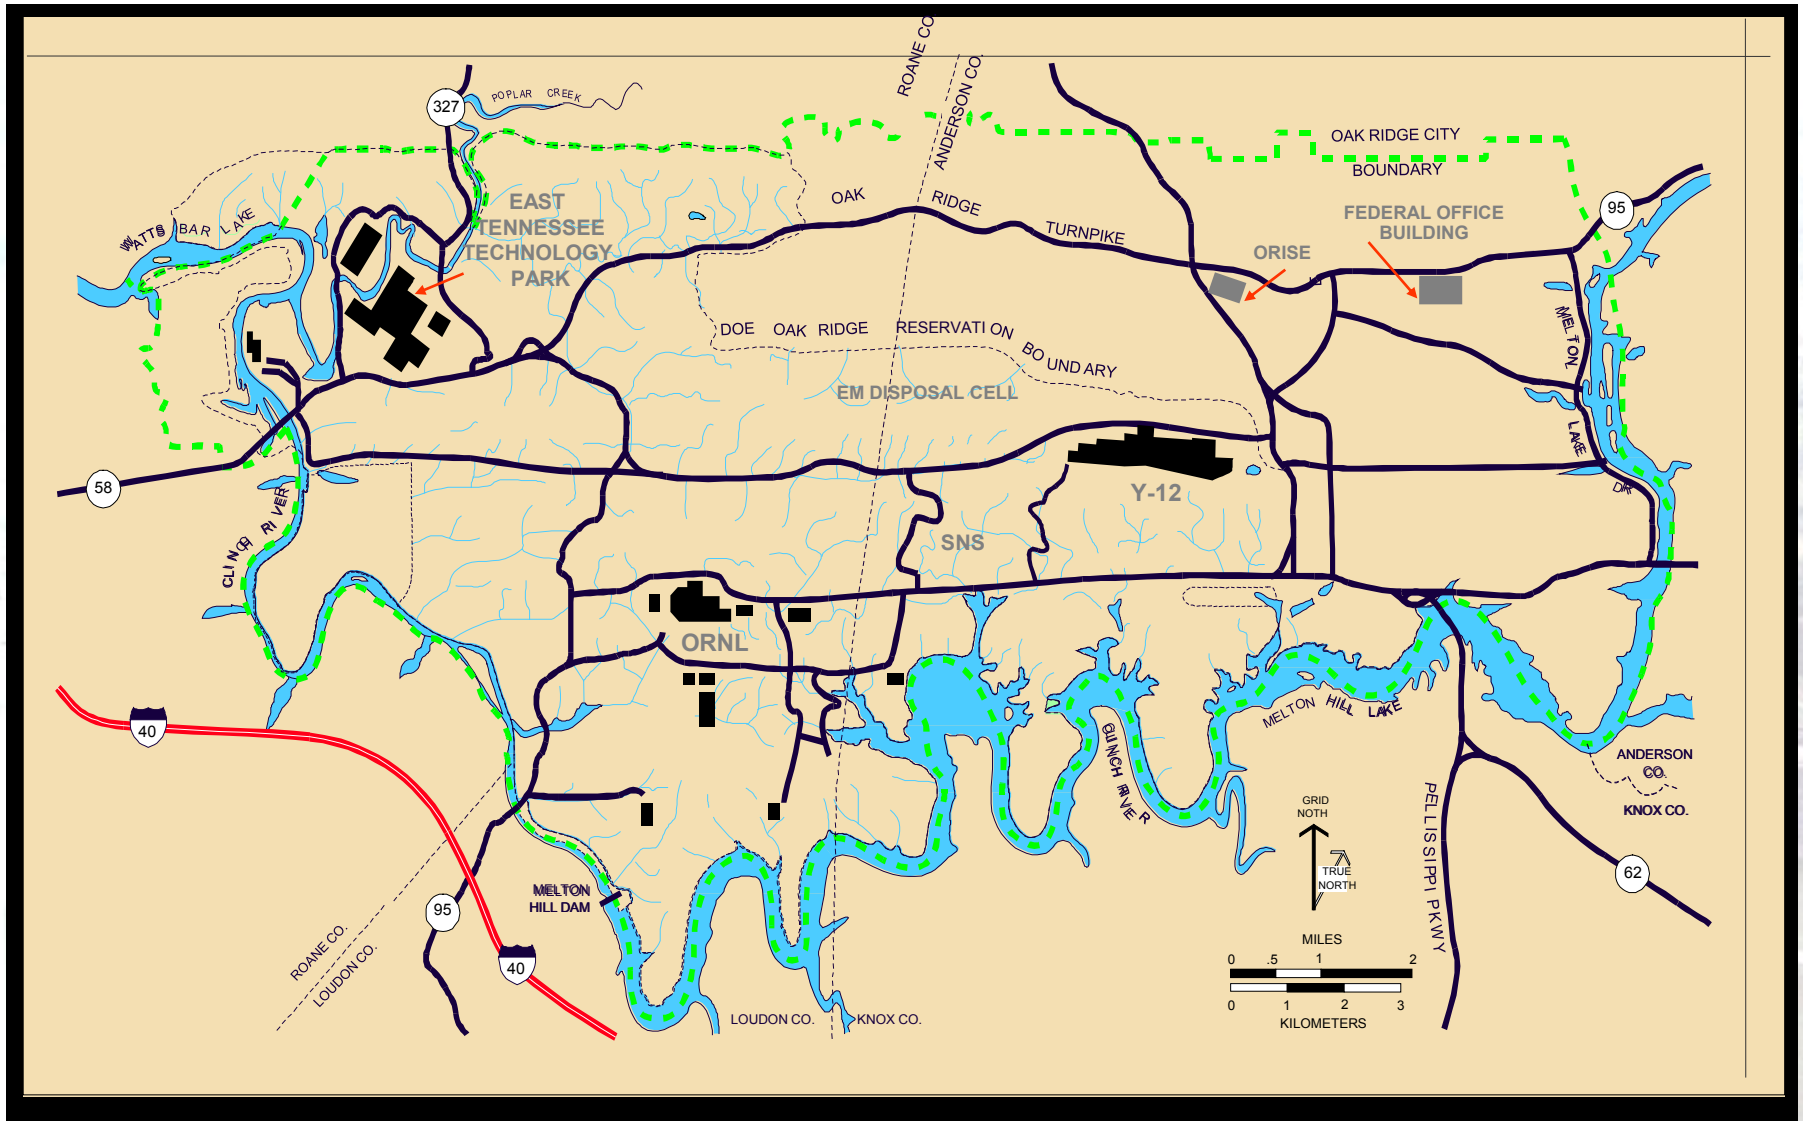 ROANE CO.
ANDERSON CO.
327
POPLAR CREEK
OAK RIDGE CITY
BOUNDARY
95
WATTS BAR LAKE
EAST
TENNESSEE
TECHNOLOGY
PARK
OAK RIDGE TURNPIKE
FEDERAL OFFICE
BUILDING
ORISE
DOE OAK RIDGE RESERVATION BOUNDARY
EM DISPOSAL CELL
MELTON
LAKE
DR
58
CLINCH RIVER
Y-12
SNS
ORNL
40
MELTON HILL LAKE
CLINCH RIVER
ANDERSON
CO.
KNOX CO.
PELLISSIPPI PKWY
GRID
NOTH
TRUE
NORTH
62
MELTON
HILL DAM
95
40
ROANE CO.
LOUDON CO.
LOUDON CO.
KNOX CO.
MILES
0 .5 1 2
0 1 2 3
KILOMETERS